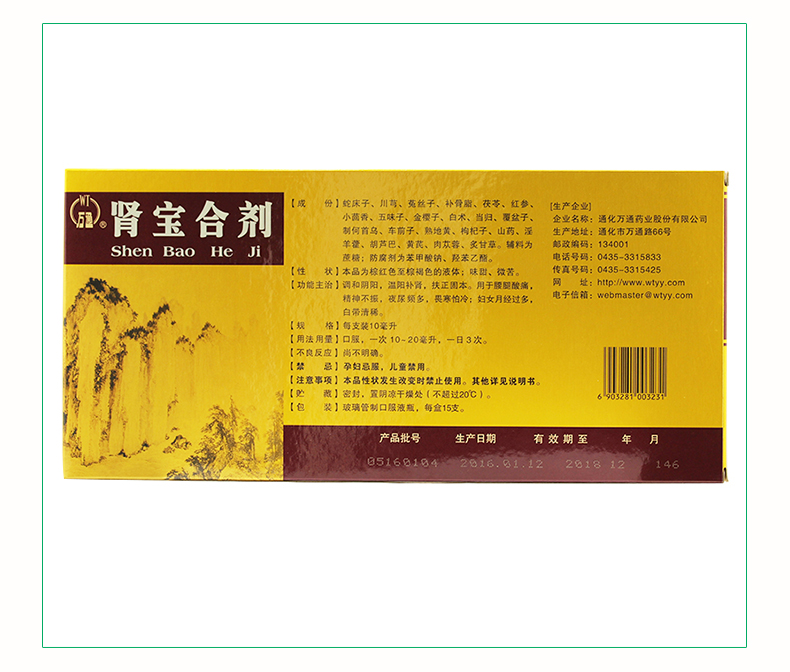 WT
万通®
肾宝合剂
Shen Bao He Ji
【成 份】蛇床子、川芎、菟丝子、补骨脂、茯苓、红参、
小茴香、五味子、金樱子、白术、当归、覆盆子、
制何首乌、车前子、熟地黄、枸杞子、山药、淫
羊藿、胡芦巴、黄芪、肉苁蓉、炙甘草。辅料为
蔗糖；防腐剂为苯甲酸钠、羟苯乙酯。
【性 状】本品为棕红色至棕褐色的液体；味甜、微苦。
【功能主治】调和阴阳，温阳补肾，扶正固本。用于腰腿酸痛，
精神不振，夜尿频多，畏寒怕冷；妇女月经过多，
白带清稀。
【规 格】每支装10毫升
【用法用量】口服，一次10-20毫升，一日3次。
【不良反应】尚不明确。
【禁 忌】孕妇忌服，儿童禁用。
【注意事项】本品性状发生改变时禁止使用。其他详见说明书。
【贮 藏】密封，置阴凉干燥处（不超过20℃）。
【包 装】玻璃管制口服液瓶，每盒15支。
[生产企业]
企业名称：通化万通药业股份有限公司
生产地址：通化市万通路66号
邮政编码：134001
电话号码：0435-3315833
传真号码：0435-3315425
网 址：http://www.wtyy.com
电子信箱：webmaster@wtyy.com
6 903281 003231
产品批号 生产日期 有效期至 年 月
05160104 2016.01.12 2018 12 146